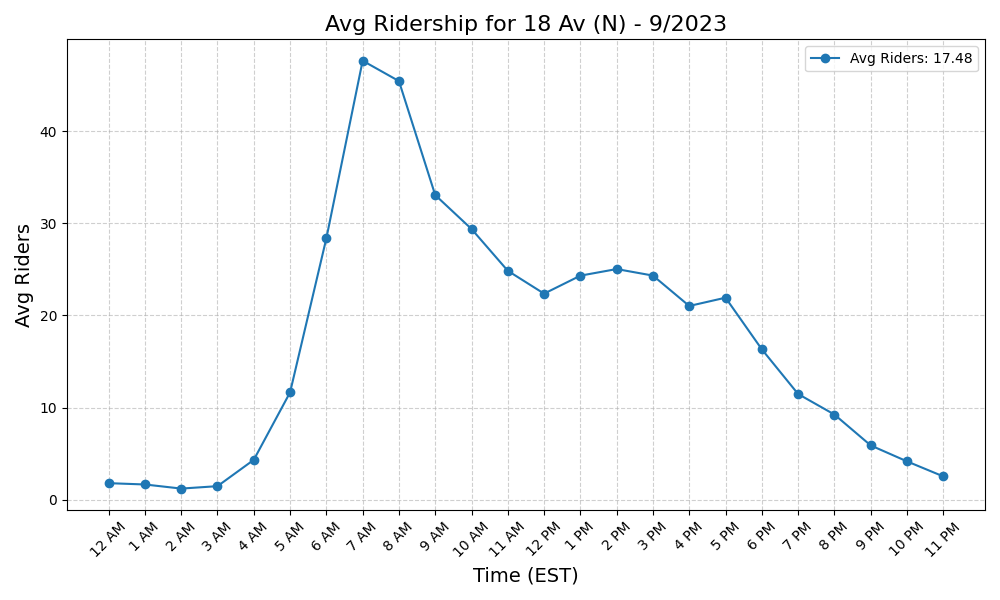 Avg Ridership for 18 Av (N) - 9/2023
Avg Riders: 17.48
Avg Riders
40
30
20
10
0
12 AM
1 AM
2 AM
3 AM
4 AM
5 AM
6 AM
7 AM
8 AM
9 AM
10 AM
11 AM
12 PM
1 PM
2 PM
3 PM
4 PM
5 PM
6 PM
7 PM
8 PM
9 PM
10 PM
11 PM
Time (EST)